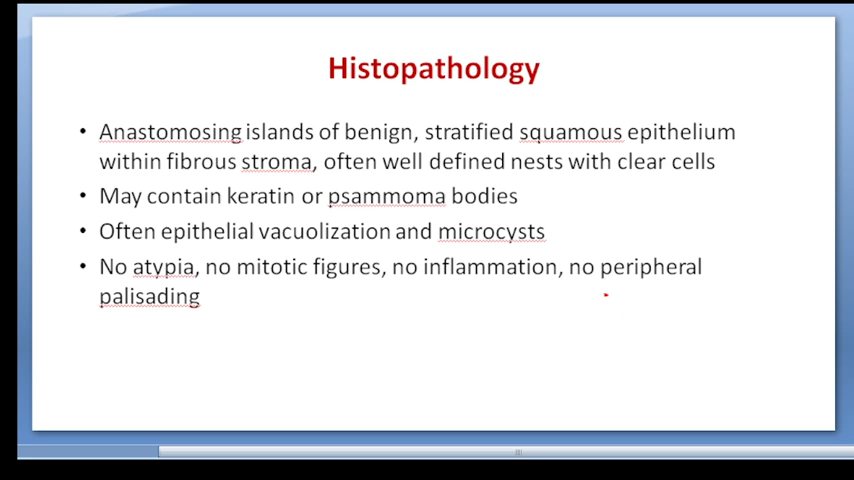 Histopathology
• Anastomosing islands of benign, stratified squamous epithelium
within fibrous stroma, often well defined nests with clear cells
• May contain keratin or psammoma bodies
• Often epithelial vacuolization and microcysts
• No atypia, no mitotic figures, no inflammation, no peripheral
palisading